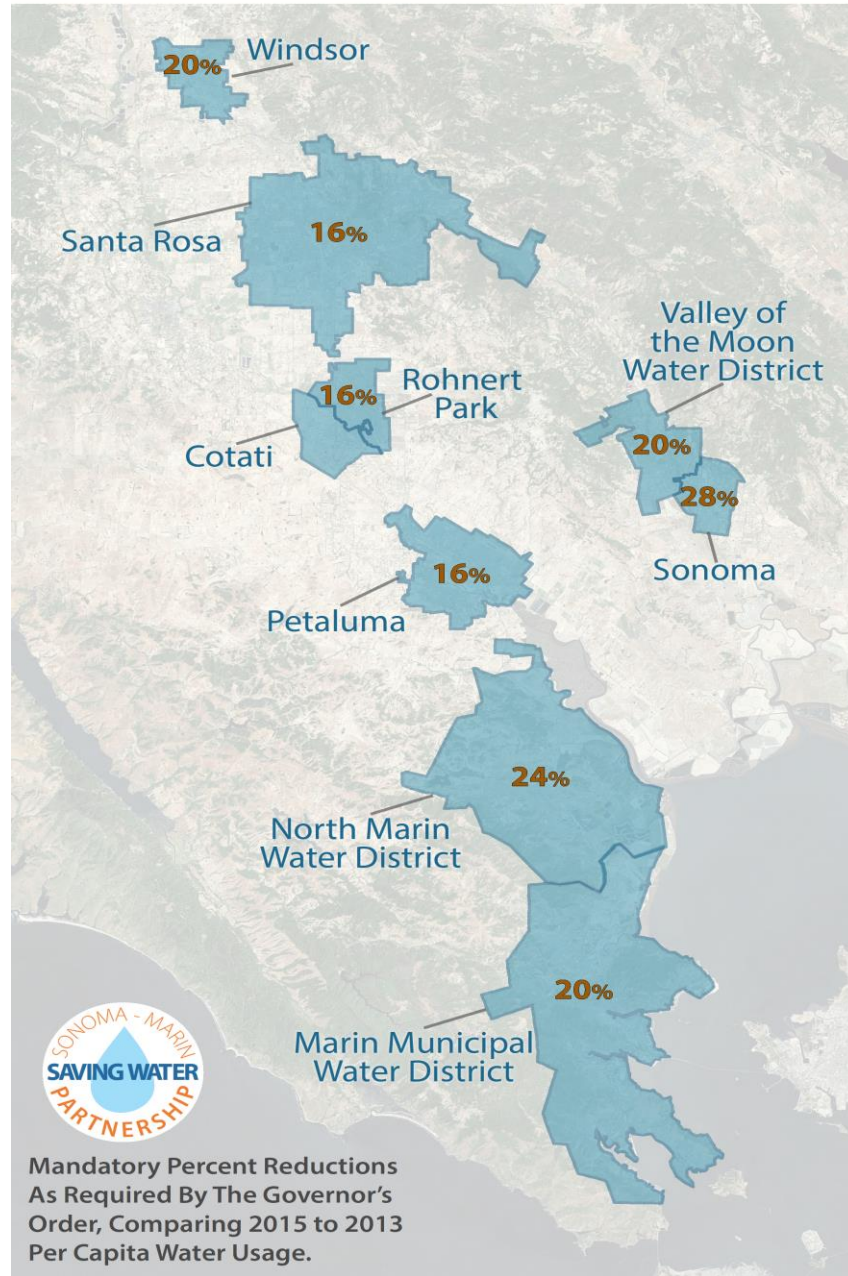 20%
Windsor
Santa Rosa
16%
Valley of
the Moon
Water District
16%
Rohnert
Park
Cotati
20%
28%
Sonoma
16%
Petaluma
24%
North Marin
Water District
20%
Marin Municipal
Water District
SONOMA - MARIN
SAVING WATER
PARTNERSHIP
Mandatory Percent Reductions
As Required By The Governor's
Order, Comparing 2015 to 2013
Per Capita Water Usage.